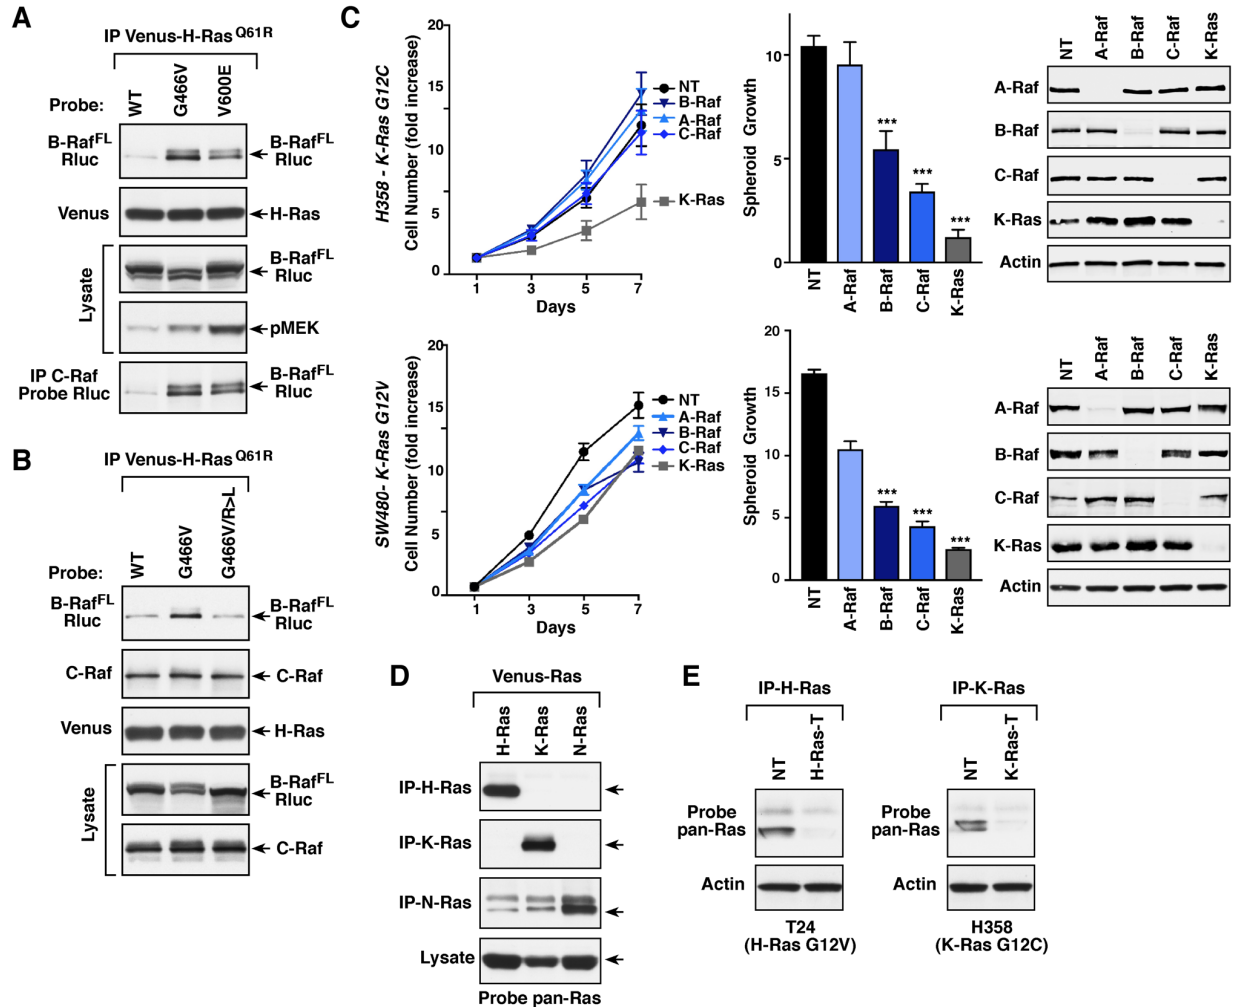 A
IP Venus-H-Ras Q61R
Probe:
WT
G466V
V600E
B-RafFL
Rluc
B-RafFL
Rluc
Venus
H-Ras
Lysate
B-RafFL
Rluc
pMEK
IP C-Raf
Probe Rluc
B-RafFL
Rluc
B
IP Venus-H-Ras Q61R
Probe:
WT
G466V
G466V/R>L
B-RafFL
Rluc
B-RafFL
Rluc
C-Raf
C-Raf
Venus
H-Ras
Lysate
B-RafFL
Rluc
C-Raf
C
H358 - K-Ras G12C
Cell Number (fold increase)
20
15
10
5
0
1 3 5 7
Days
NT
B-Raf
A-Raf
C-Raf
K-Ras
Spheroid Growth
10
5
0
***
***
***
NT
A-Raf
B-Raf
C-Raf
K-Ras
NT
A-Raf
B-Raf
C-Raf
K-Ras
A-Raf
B-Raf
C-Raf
K-Ras
Actin
SW480- K-Ras G12V
Cell Number (fold increase)
20
15
10
5
0
1 3 5 7
Days
NT
A-Raf
B-Raf
C-Raf
K-Ras
Spheroid Growth
20
15
10
5
0
***
***
***
NT
A-Raf
B-Raf
C-Raf
K-Ras
NT
A-Raf
B-Raf
C-Raf
K-Ras
A-Raf
B-Raf
C-Raf
K-Ras
Actin
D
Venus-Ras
H-Ras
K-Ras
N-Ras
IP-H-Ras
IP-K-Ras
IP-N-Ras
Lysate
Probe pan-Ras
E
IP-H-Ras
NT
H-Ras-T
Probe
pan-Ras
Actin
T24
(H-Ras G12V)
IP-K-Ras
NT
K-Ras-T
Probe
pan-Ras
Actin
H358
(K-Ras G12C)